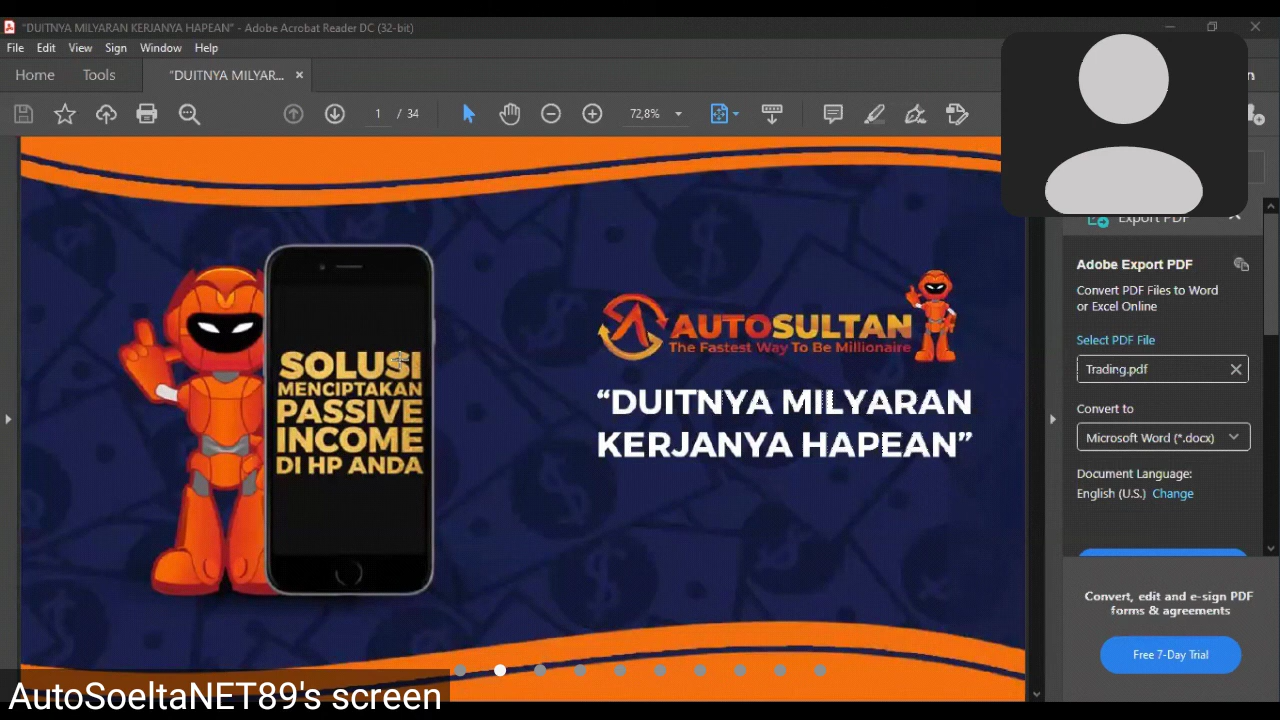 "DUITNYA MILYARAN KERJANYA HAPEAN" - Adobe Acrobat Reader DC (32-bit)
File Edit View Sign Window Help
Home Tools "DUITNYA MILYAR... ×
1 / 34 72,8%
Export PDF
Adobe Export PDF
Convert PDF Files to Word
or Excel Online
Select PDF File
Trading.pdf
Convert to
Microsoft Word (*.docx)
Document Language:
English (U.S.) Change
Convert, edit and e-sign PDF
forms & agreements
Free 7-Day Trial
SOLUSI
MENCIPTAKAN
PASSIVE
INCOME
DI HP ANDA
AUTOSULTAN
The Fastest Way To Be Millionaire
“DUITNYA MILYARAN
KERJANYA HAPEAN”
AutoSoeltaNET89's screen